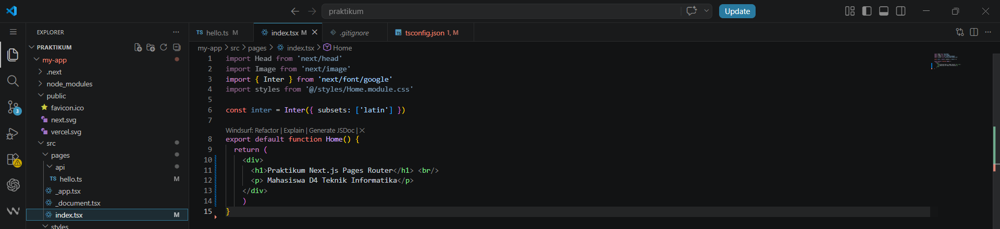 praktikum
Update
EXPLORER
PRAKTIKUM
my-app
.next
node_modules
public
favicon.ico
next.svg
vercel.svg
src
pages
api
TS hello.ts M
_app.tsx
_document.tsx
index.tsx M
styles
3
TS hello.ts M
index.tsx M
.gitignore
TS tsconfig.json 1, M
my-app > src > pages > index.tsx > Home
1 import Head from 'next/head'
2 import Image from 'next/image'
3 import { Inter } from 'next/font/google'
4 import styles from '@/styles/Home.module.css'
5
6 const inter = Inter({ subsets: ['latin'] })
7
Windsurf: Refactor | Explain | Generate JSDoc | X
8 export default function Home() {
9 return (
10 <div>
11 <h1>Praktikum Next.js Pages Router</h1> <br/>
12 <p> Mahasiswa D4 Teknik Informatika</p>
13 </div>
14 )
15 }